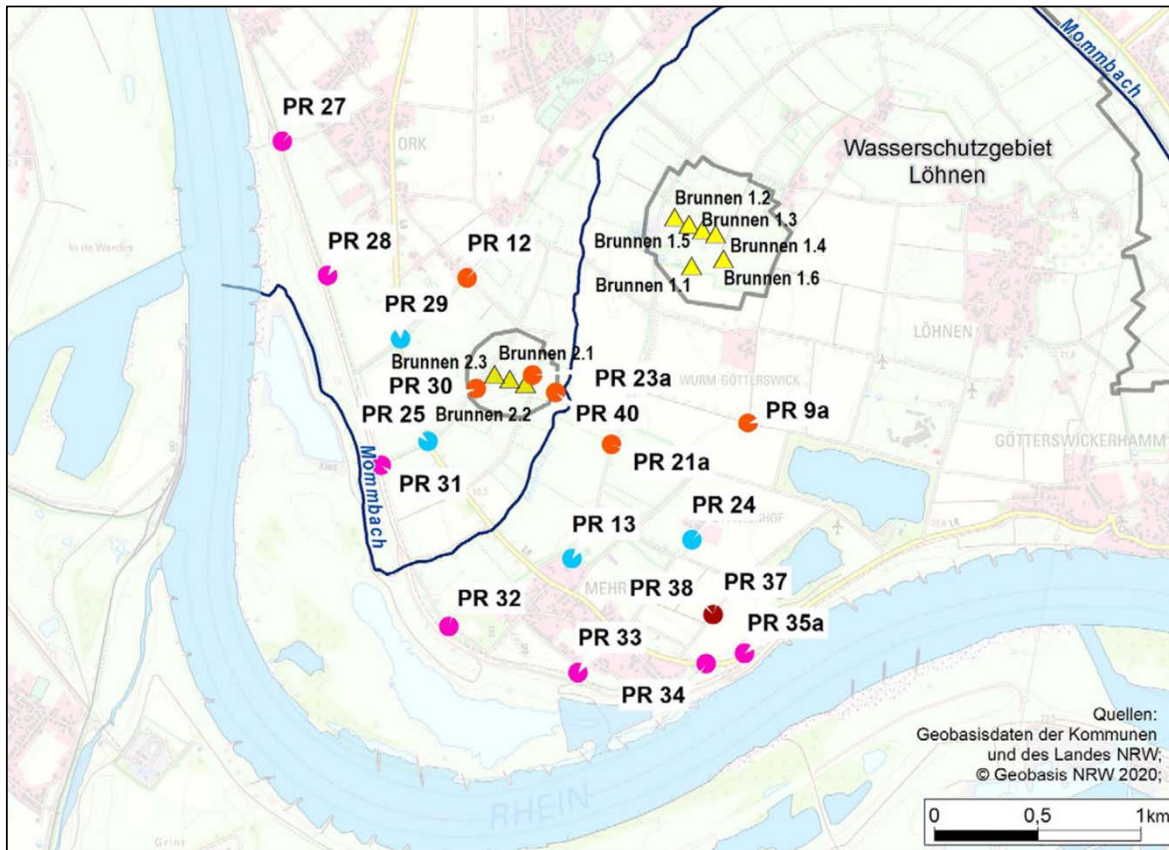 Mommbach
PR 27
ORK
Wasserschutzgebiet
Löhnen
Brunnen 1.2
Brunnen 1.3
Brunnen 1.5
Brunnen 1.4
Brunnen 1.1
Brunnen 1.6
In de Wardes
PR 28
PR 12
PR 29
LÖHNEN
Brunnen 2.3
Brunnen 2.1
PR 30
PR 23a
WURM-GÖTTERSWICK
PR 25
Brunnen 2.2
PR 40
PR 9a
PR 31
PR 21a
GÖTTERSWICKERHAMM
Mommbach
PR 13
PR 24
MEHR
PR 38
PR 37
PR 32
PR 33
PR 35a
PR 34
RHEIN
Quellen:
Geobasisdaten der Kommunen
und des Landes NRW;
© Geobasis NRW 2020;
0 0,5 1km